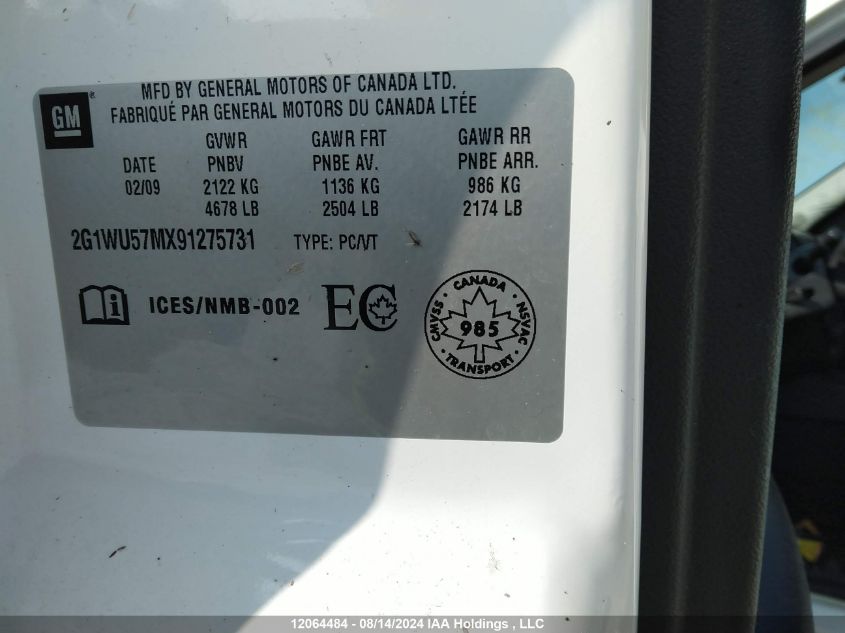 GM ®
MFD BY GENERAL MOTORS OF CANADA LTD.
FABRIQUÉ PAR GENERAL MOTORS DU CANADA LTÉE
GVWR GAWR FRT GAWR RR
DATE PNBV PNBE AV. PNBE ARR.
02/09 2122 KG 1136 KG 986 KG
4678 LB 2504 LB 2174 LB
2G1WU57MX91275731 TYPE: PC/VT
i ICES/NMB-002 EC
CANADA
CMVSS 985 NSVAC
TRANSPORT
12064484 - 08/14/2024 IAA Holdings , LLC